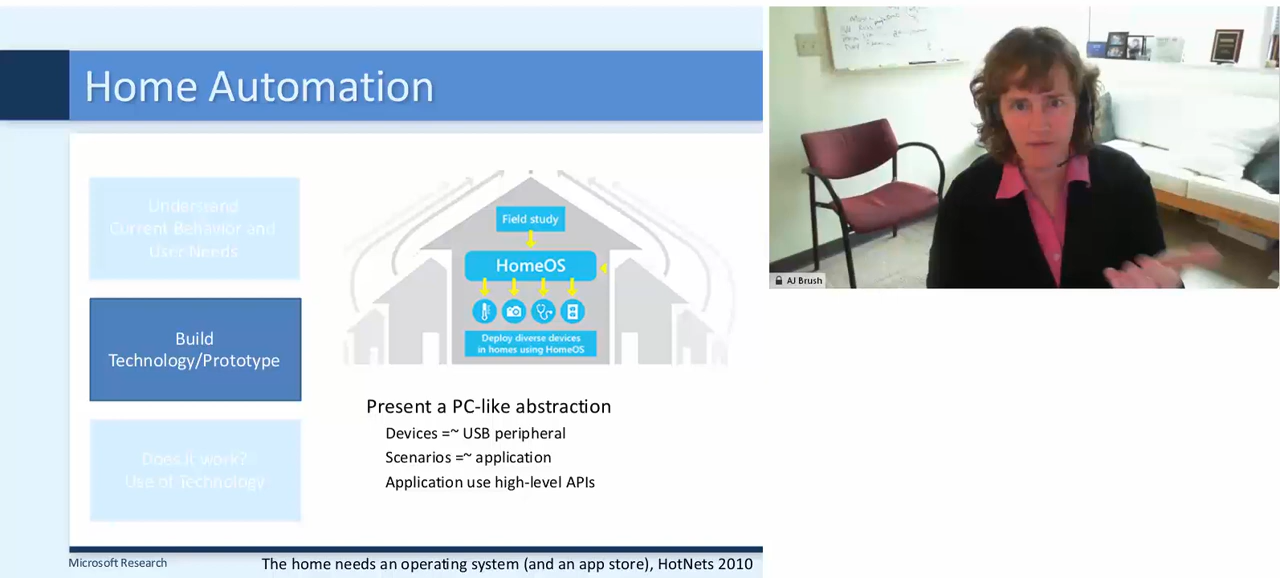 Home Automation
Understand
Current Behavior and
User Needs
Build
Technology/Prototype
Does it work?
Use of Technology
Field study
HomeOS
Deploy diverse devices
in homes using HomeOS
Present a PC-like abstraction
Devices =~ USB peripheral
Scenarios =~ application
Application use high-level APIs
Microsoft Research
The home needs an operating system (and an app store), HotNets 2010
AJ Brush